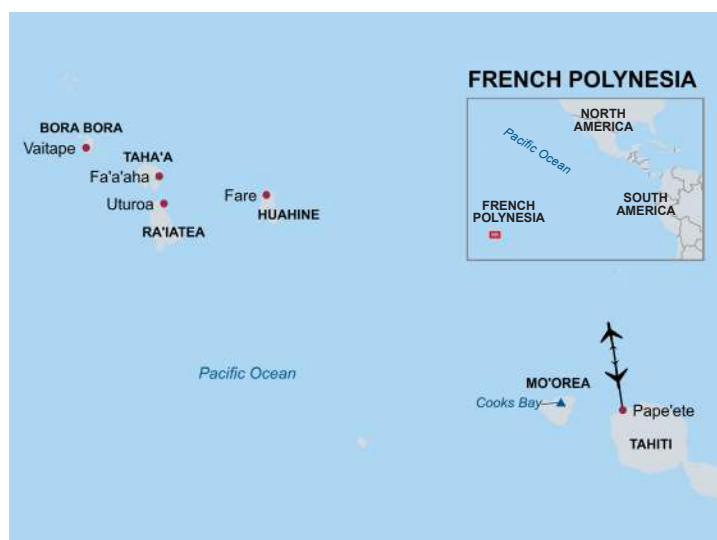 FRENCH POLYNESIA
NORTH
AMERICA
Pacific Ocean
SOUTH
AMERICA
FRENCH
POLYNESIA
BORA BORA
Vaitape
TAHA'A
Fa'a'aha
Uturoa
RA'IATEA
Fare
HUAHINE
Pacific Ocean
MO'OREA
Cooks Bay
Pape'ete
TAHITI